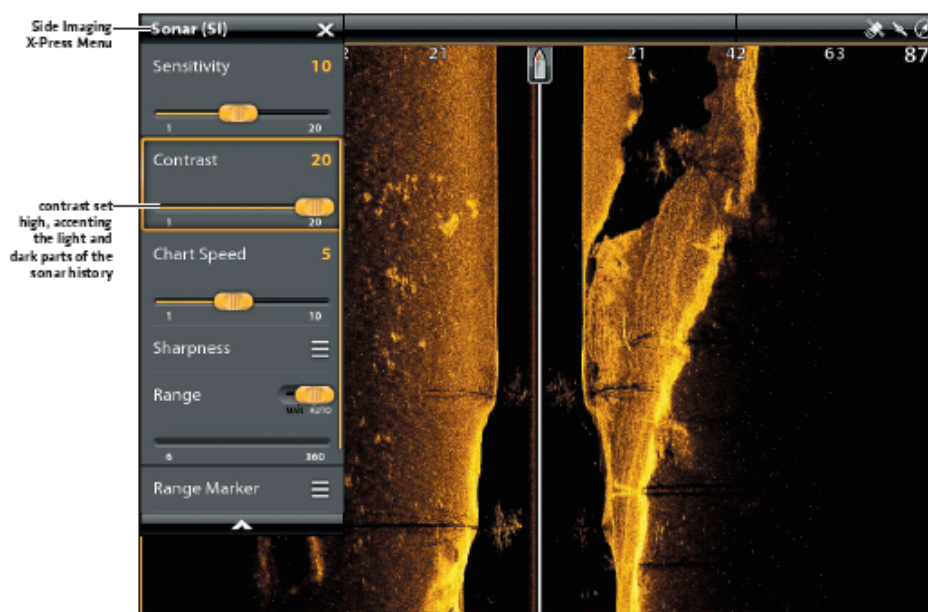 Side Imaging
X-Press Menu
Sonar (SI)
21
21
42
63
87
Sensitivity 10
1 20
Contrast 20
1 20
contrast set
high, accenting
the light and
dark parts of the
sonar history
Chart Speed 5
1 10
Sharpness
Range
MAN AUTO
6 360
Range Marker